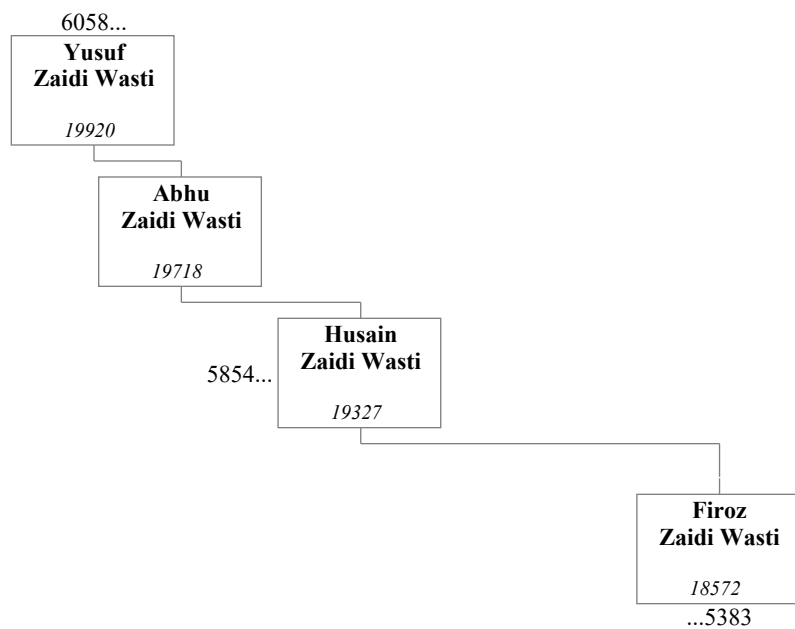 6058...
Yusuf
Zaidi Wasti
19920
Abhu
Zaidi Wasti
19718
Husain
Zaidi Wasti
5854...
19327
Firoz
Zaidi Wasti
18572
...5383